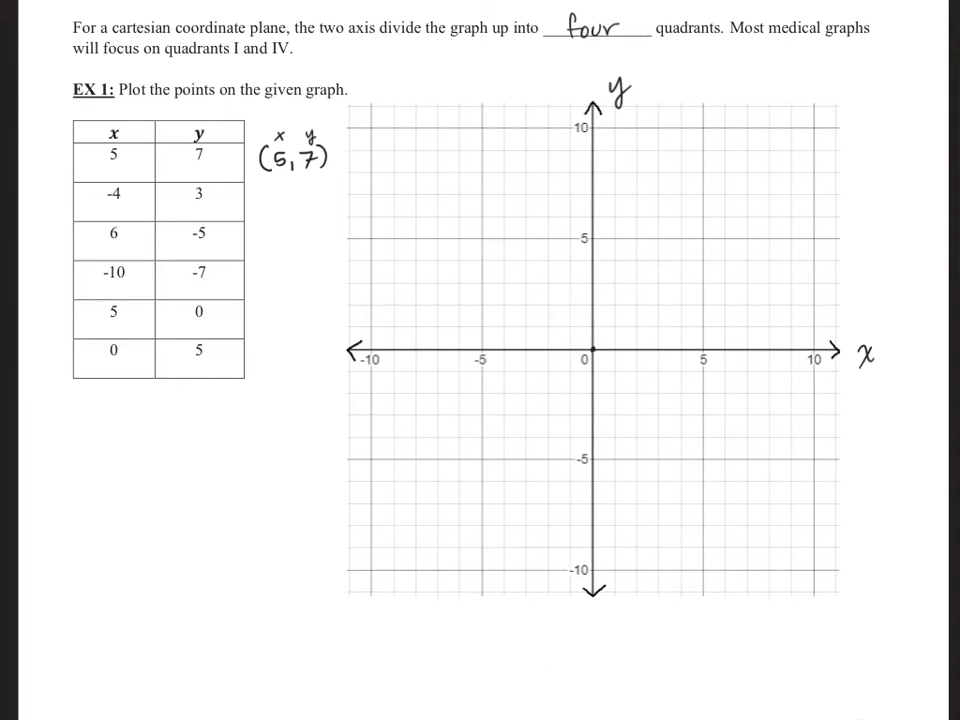 For a cartesian coordinate plane, the two axis divide the graph up into four quadrants. Most medical graphs
will focus on quadrants I and IV.
EX 1: Plot the points on the given graph.
x y
5 7
-4 3
6 -5
-10 -7
5 0
0 5
x y
(5,7)
y
10
5
-10 -5 0 5 10
x
-5
-10